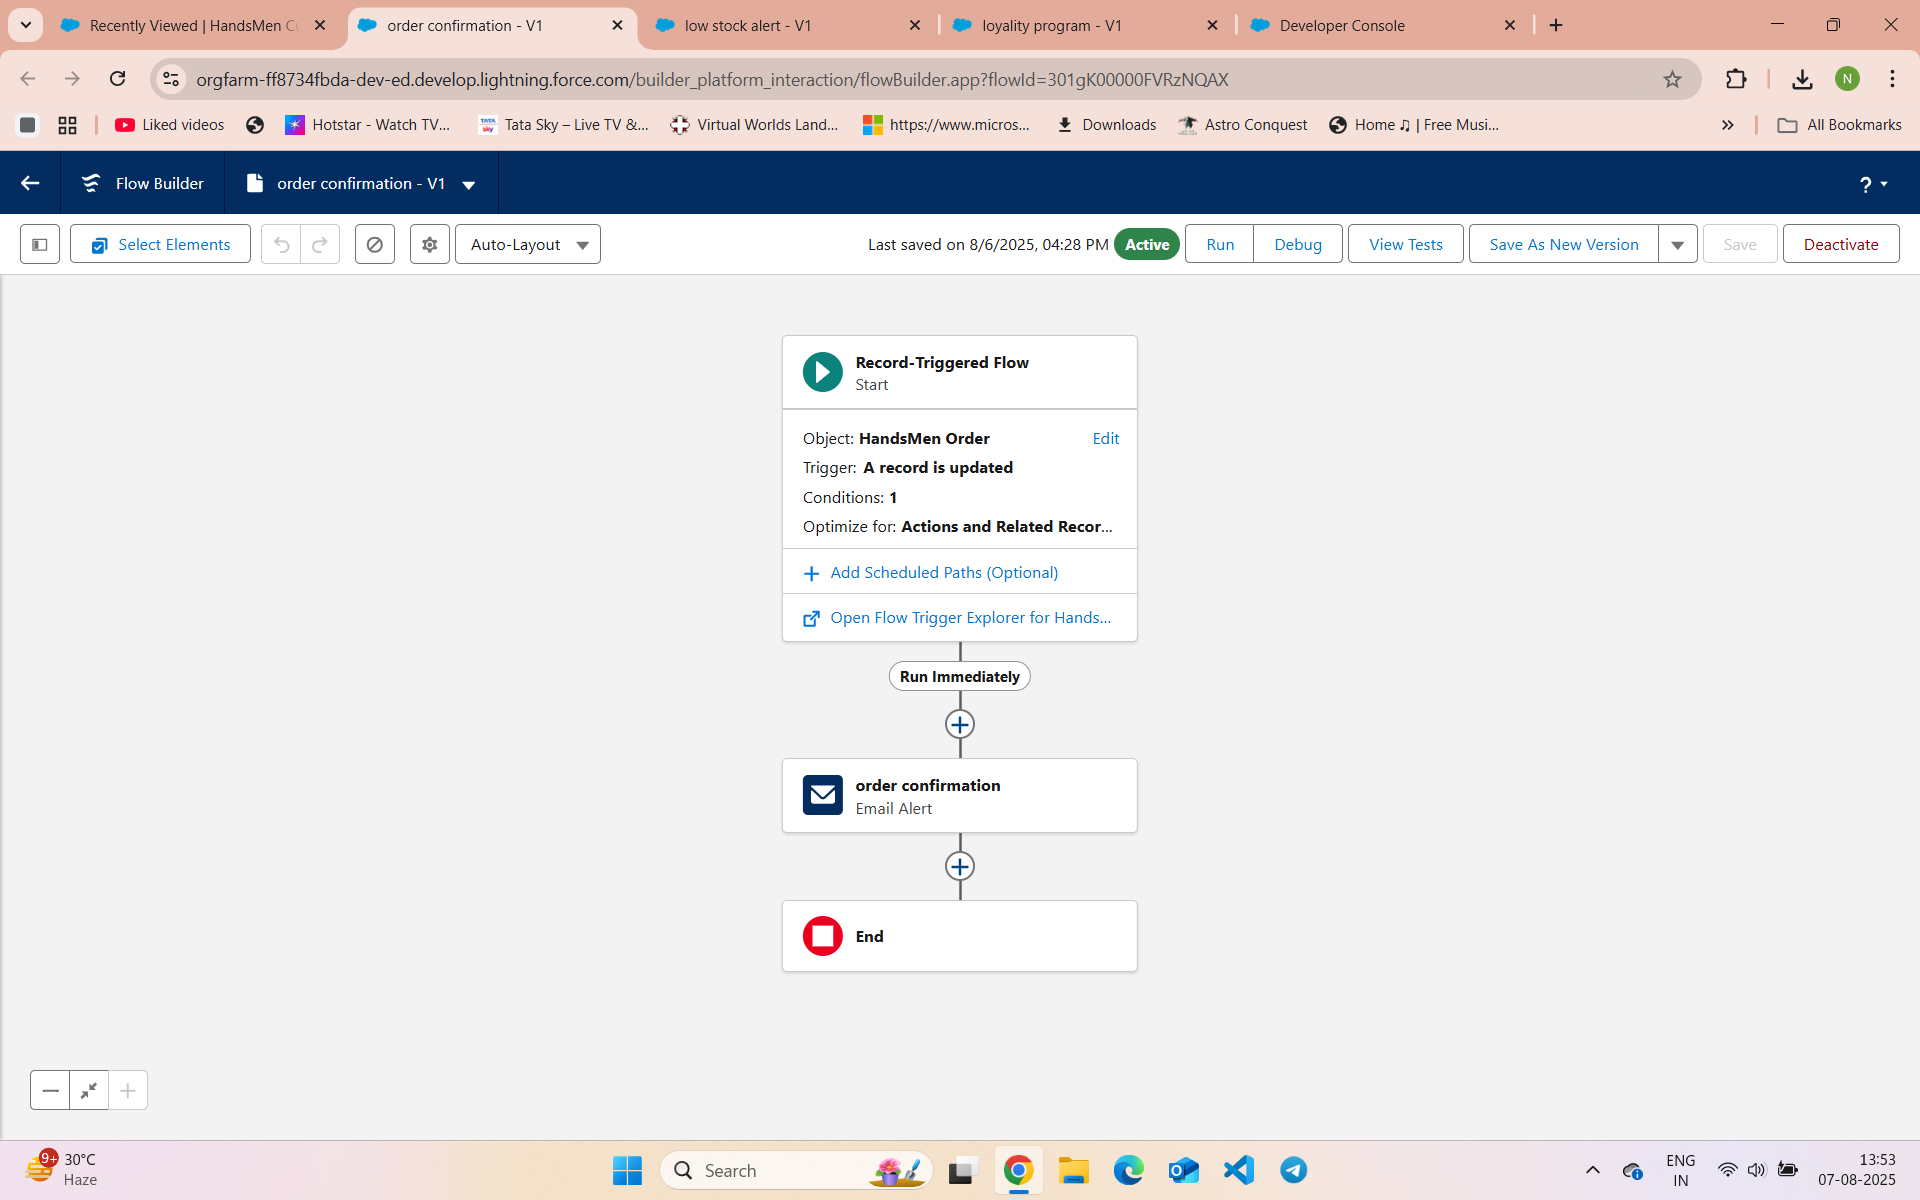 Recently Viewed | HandsMen Cu
order confirmation - V1
low stock alert - V1
loyality program - V1
Developer Console
orgfarm-ff8734fbda-dev-ed.develop.lightning.force.com/builder_platform_interaction/flowBuilder.app?flowId=301gK00000FVRzNQAX
N
Liked videos
Hotstar - Watch TV...
TATA sky
Tata Sky – Live TV &...
Virtual Worlds Land...
https://www.micros...
Downloads
Astro Conquest
Home ♫ | Free Musi...
All Bookmarks
Flow Builder
order confirmation - V1
?
Select Elements
Auto-Layout
Last saved on 8/6/2025, 04:28 PM
Active
Run
Debug
View Tests
Save As New Version
Save
Deactivate
Record-Triggered Flow
Start
Object: HandsMen Order
Edit
Trigger: A record is updated
Conditions: 1
Optimize for: Actions and Related Recor...
Add Scheduled Paths (Optional)
Open Flow Trigger Explorer for Hands...
Run Immediately
order confirmation
Email Alert
End
9+
30°C
Haze
Search
ENG
IN
13:53
07-08-2025